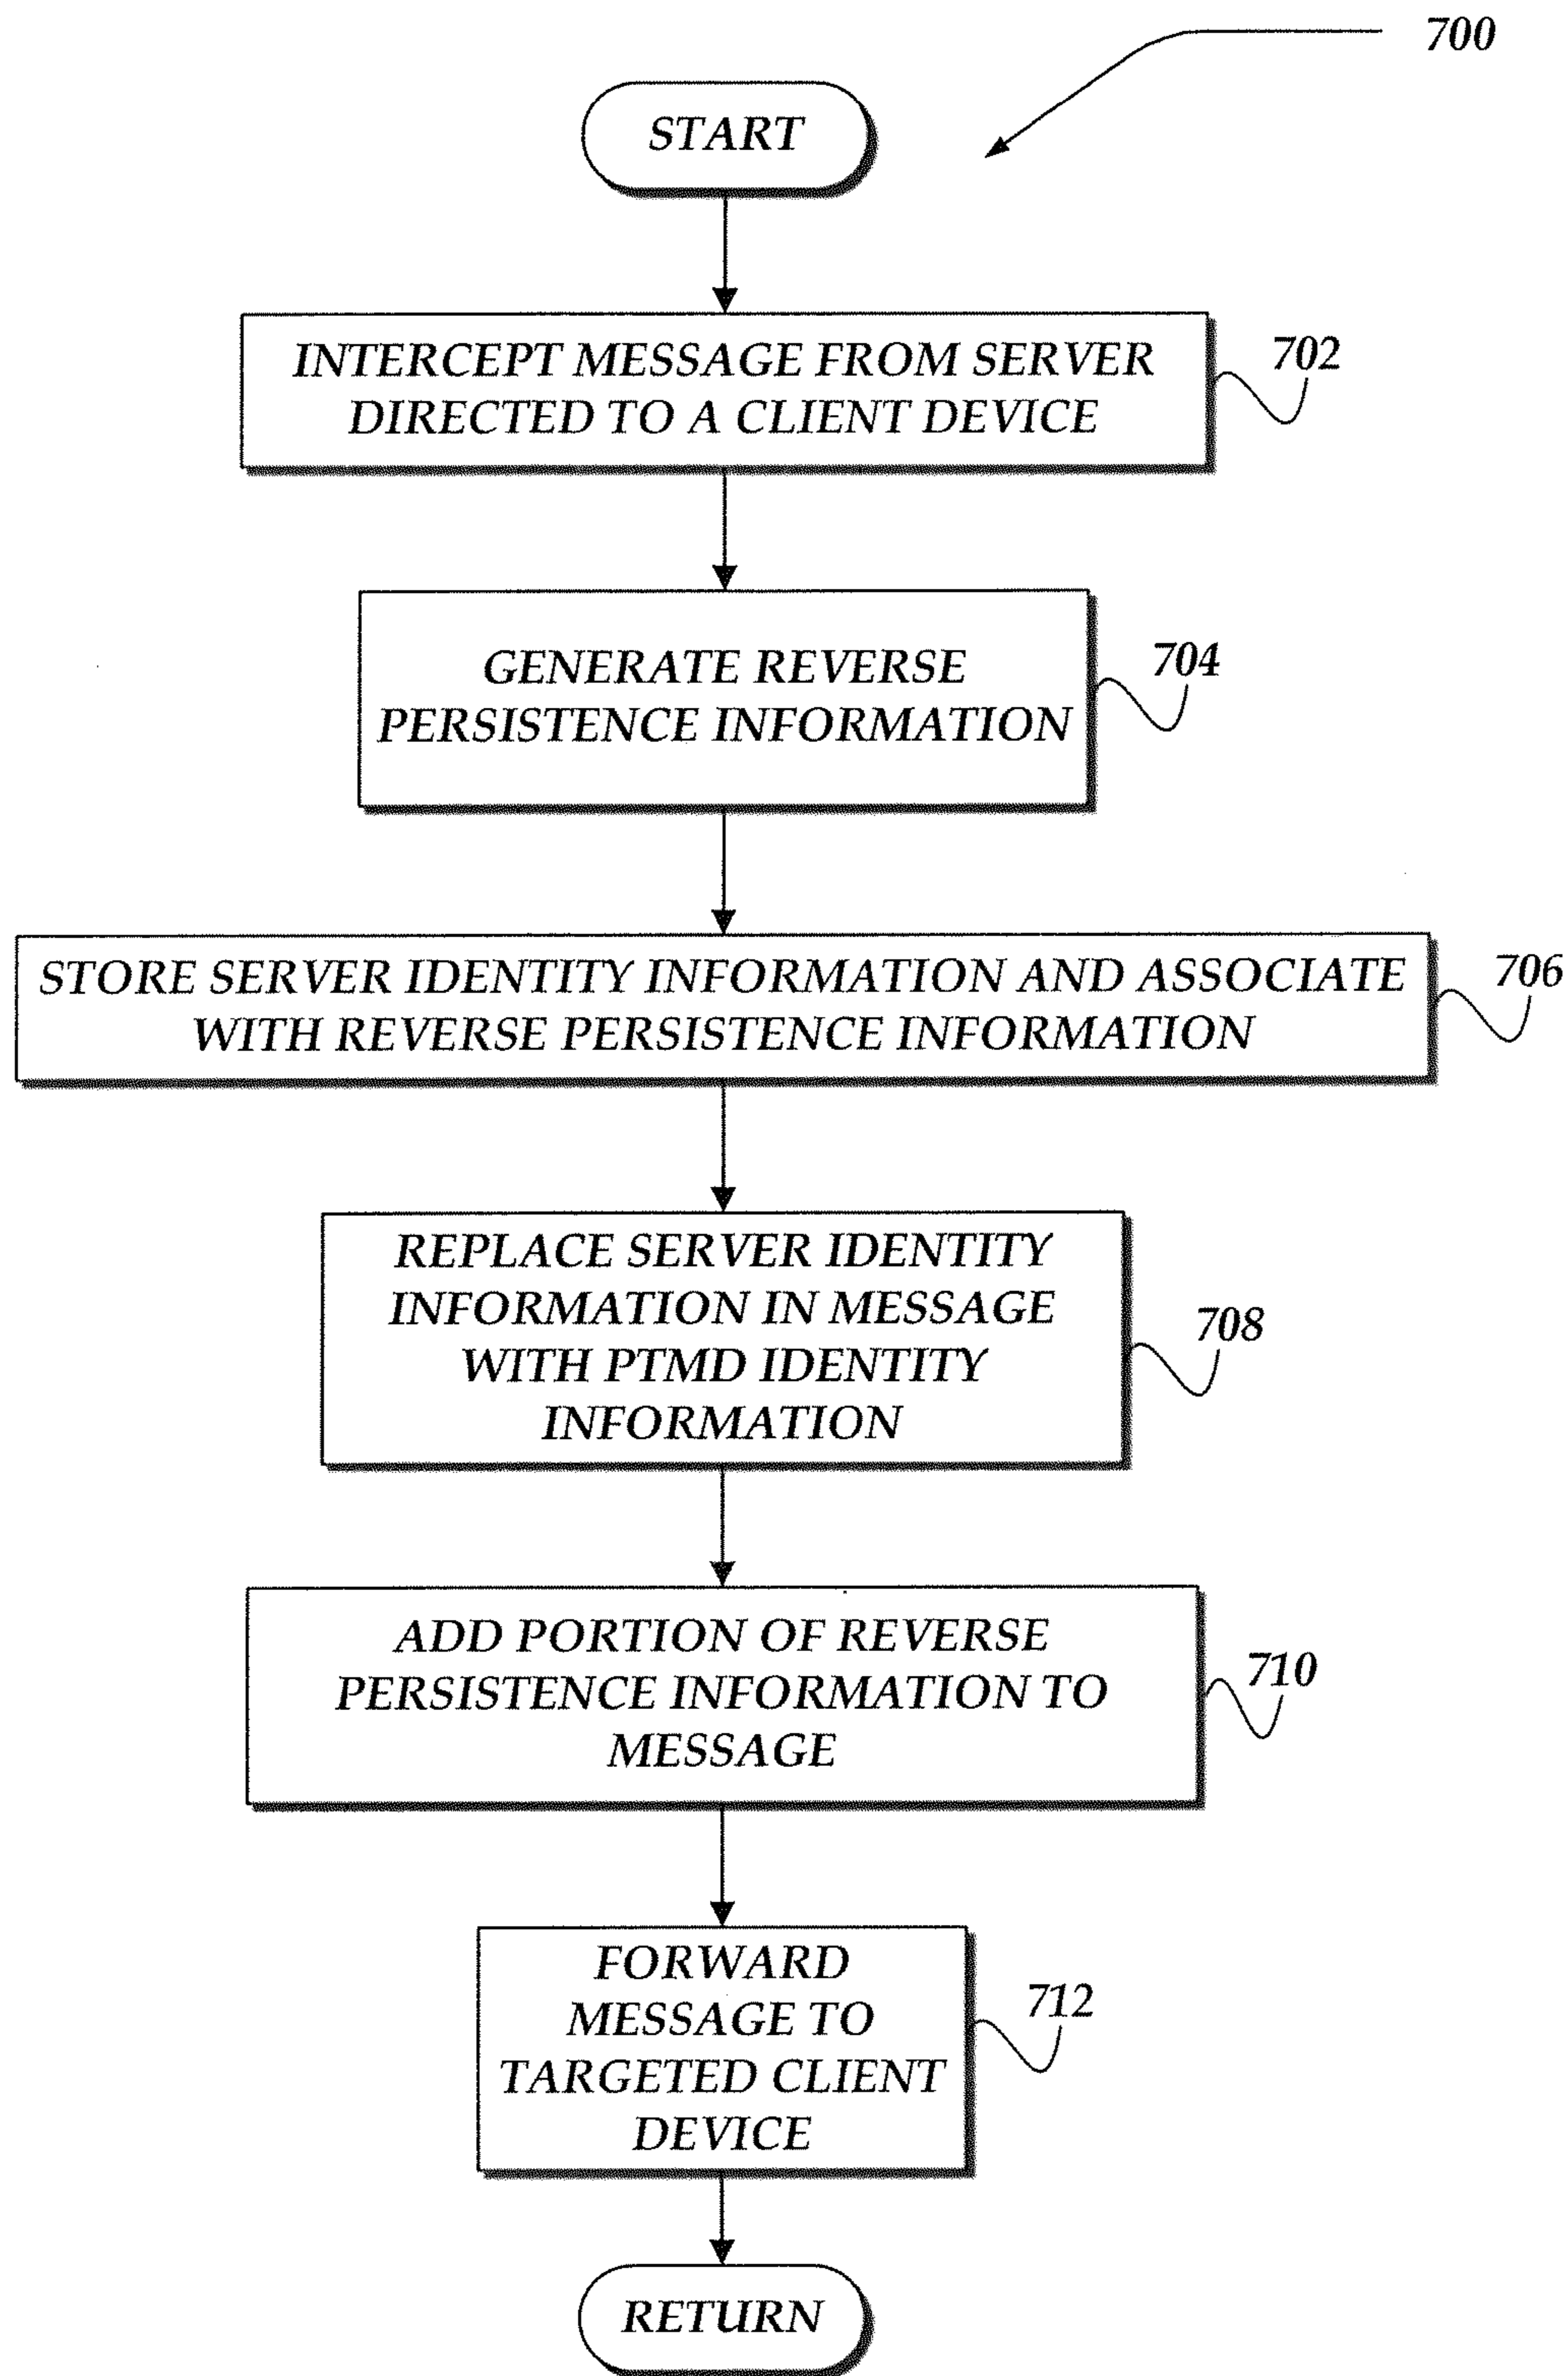 700
START
INTERCEPT MESSAGE FROM SERVER
DIRECTED TO A CLIENT DEVICE
702
GENERATE REVERSE
PERSISTENCE INFORMATION
704
STORE SERVER IDENTITY INFORMATION AND ASSOCIATE
WITH REVERSE PERSISTENCE INFORMATION
706
REPLACE SERVER IDENTITY
INFORMATION IN MESSAGE
WITH PTMD IDENTITY
INFORMATION
708
ADD PORTION OF REVERSE
PERSISTENCE INFORMATION TO
MESSAGE
710
FORWARD
MESSAGE TO
TARGETED CLIENT
DEVICE
712
RETURN